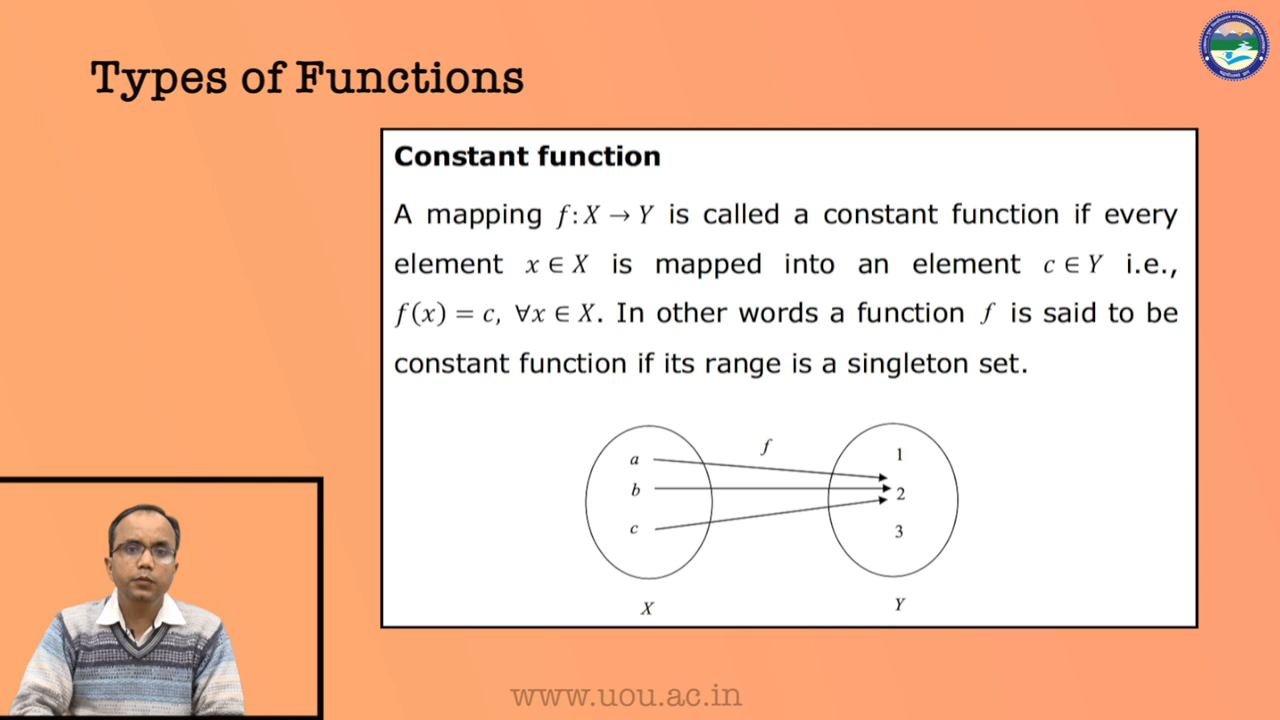 Types of Functions
Constant function
A mapping f: X → Y is called a constant function if every
element x ∈ X is mapped into an element c ∈ Y i.e.,
f(x) = c, ∀x ∈ X. In other words a function f is said to be
constant function if its range is a singleton set.
f
a
b
c
1
2
3
X
Y
www.uou.ac.in